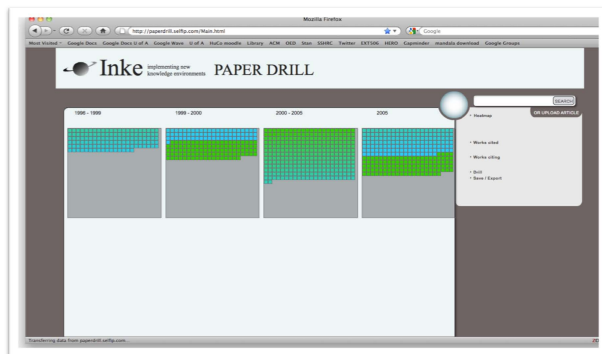 Mozilla Firefox
http://paperdrill.selfip.com/Main.html
Google
Most Visited Google Docs Google Docs U of A Google Wave U of A HuCo moodle Library ACM OED Stan SSHRC Twitter EXT506 HERO Gapminder mandala download Google Groups
Inke implementing new knowledge environments PAPER DRILL
SEARCH
OR UPLOAD ARTICLE
1996 - 1999 1999 - 2000 2000 - 2005 2005
Heatmap
Works cited
Works citing
Drill
Save / Export
Transferring data from paperdrill.selfip.com...